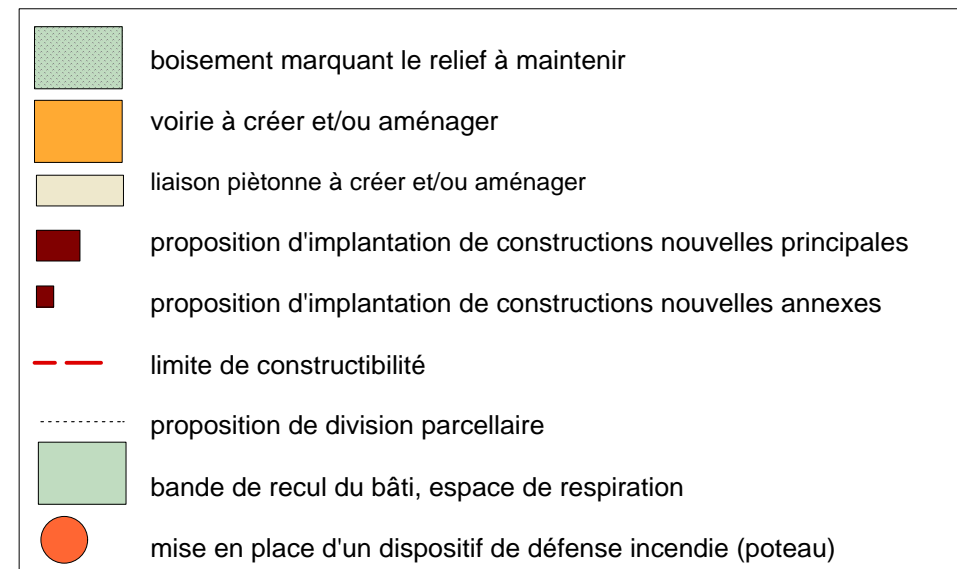 boisement marquant le relief à maintenir
voirie à créer et/ou aménager
liaison piètonne à créer et/ou aménager
proposition d'implantation de constructions nouvelles principales
proposition d'implantation de constructions nouvelles annexes
limite de constructibilité
proposition de division parcellaire
bande de recul du bâti, espace de respiration
mise en place d'un dispositif de défense incendie (poteau)